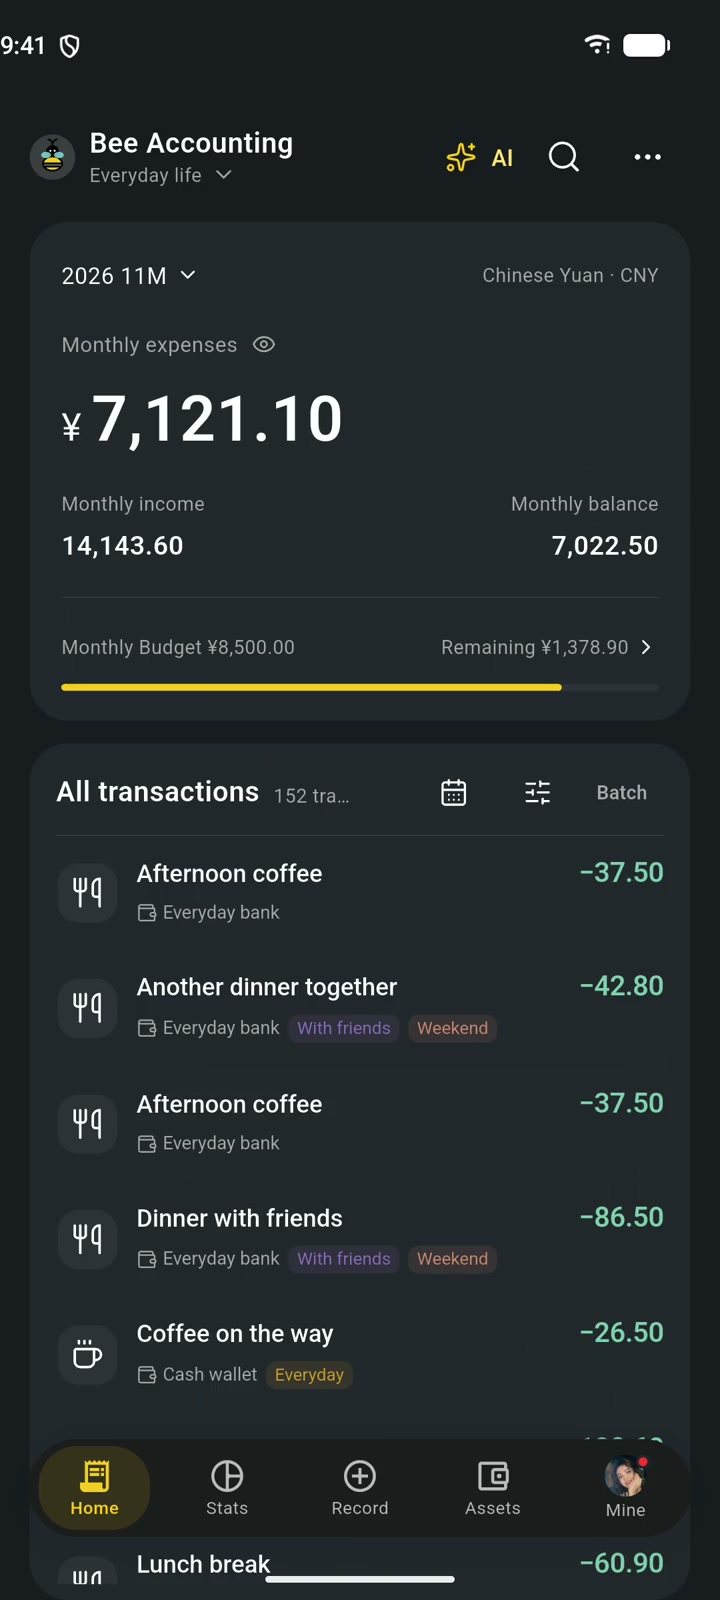 9:41
Bee Accounting
Everyday life
AI
2026 11M
Chinese Yuan · CNY
Monthly expenses
¥ 7,121.10
Monthly income
Monthly balance
14,143.60
7,022.50
Monthly Budget ¥8,500.00
Remaining ¥1,378.90
All transactions
152 tra…
Batch
Afternoon coffee
−37.50
Everyday bank
Another dinner together
−42.80
Everyday bank
With friends
Weekend
Afternoon coffee
−37.50
Everyday bank
Dinner with friends
−86.50
Everyday bank
With friends
Weekend
Coffee on the way
−26.50
Cash wallet
Everyday
Home
Stats
Record
Assets
Mine
Lunch break
−60.90